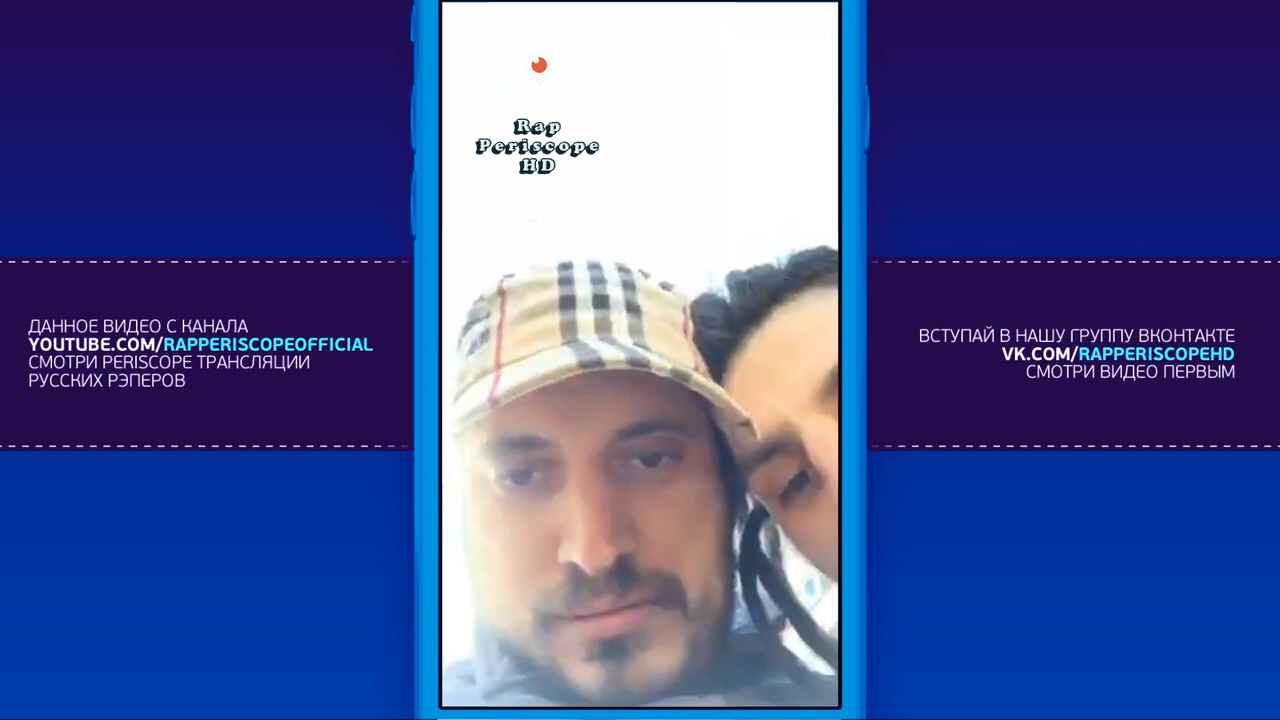 Rap
Periscope
HD
ДАННОЕ ВИДЕО С КАНАЛА
YOUTUBE.COM/RAPPERISCOPEOFFICIAL
СМОТРИ PERISCOPE ТРАНСЛЯЦИИ
РУССКИХ РЭПЕРОВ
ВСТУПАЙ В НАШУ ГРУППУ ВКОНТАКТЕ
VK.COM/RAPPERISCOPEHD
СМОТРИ ВИДЕО ПЕРВЫМ